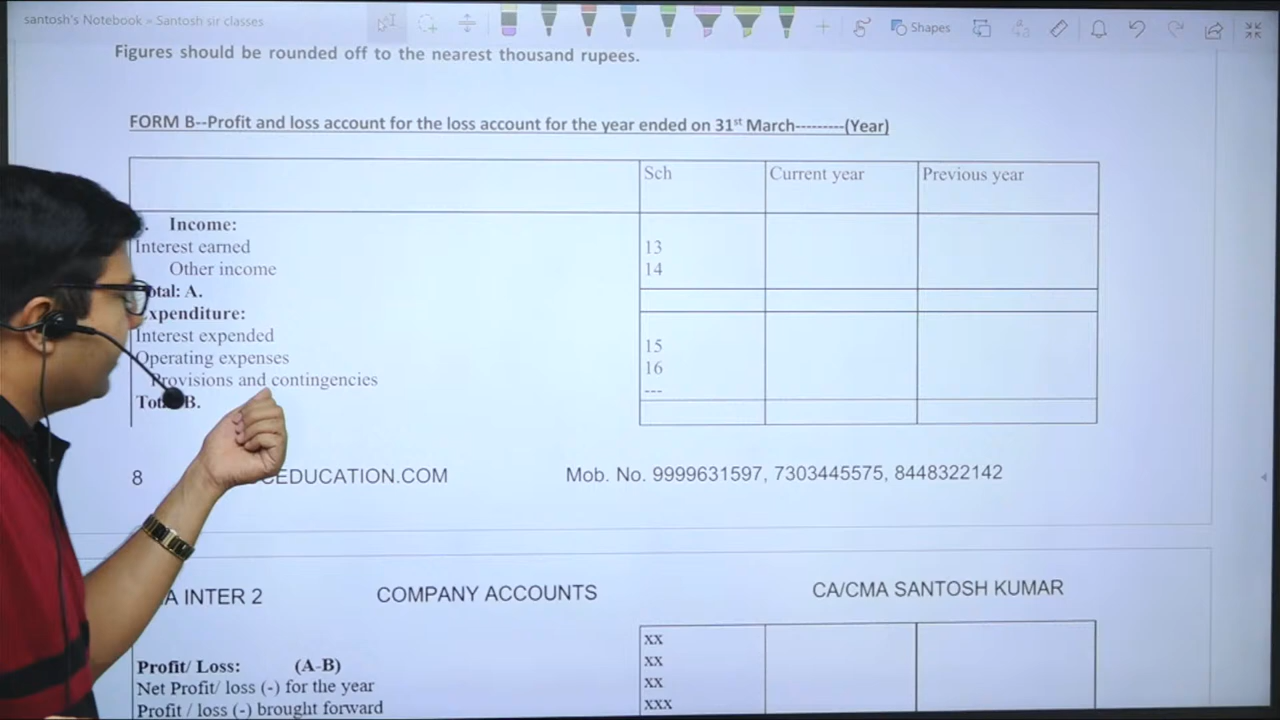 santosh's Notebook » Santosh sir classes
Shapes
Figures should be rounded off to the nearest thousand rupees.
FORM B--Profit and loss account for the loss account for the year ended on 31st March---------(Year)
Sch Current year Previous year
Income:
Interest earned 13
Other income 14
otal: A.
xpenditure:
Interest expended 15
Operating expenses 16
Provisions and contingencies ---
B.
8 EDUCATION.COM Mob. No. 9999631597, 7303445575, 8448322142
A INTER 2 COMPANY ACCOUNTS CA/CMA SANTOSH KUMAR
xx
Profit/ Loss: (A-B) xx
Net Profit/ loss (-) for the year xx
Profit / loss (-) brought forward xxx